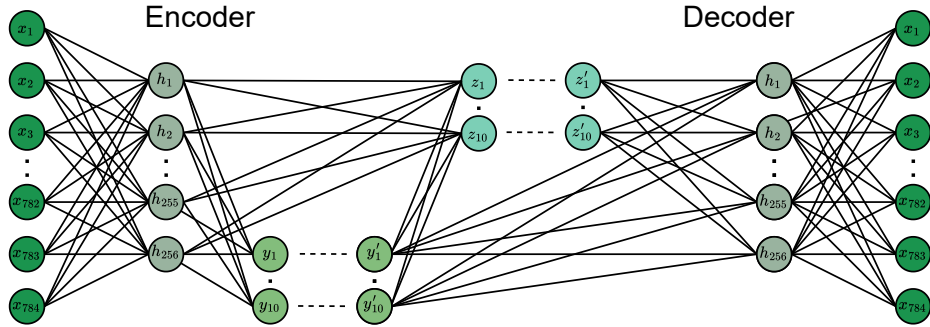 Encoder
Decoder
x₁ x₁
x₂ h₁ z₁ z′₁ h₁ x₂
x₃ h₂ z₁₀ z′₁₀ h₂ x₃
x₇₈₂ h₂₅₅ h₂₅₅ x₇₈₂
x₇₈₃ h₂₅₆ y₁ y′₁ h₂₅₆ x₇₈₃
x₇₈₄ y₁₀ y′₁₀ x₇₈₄